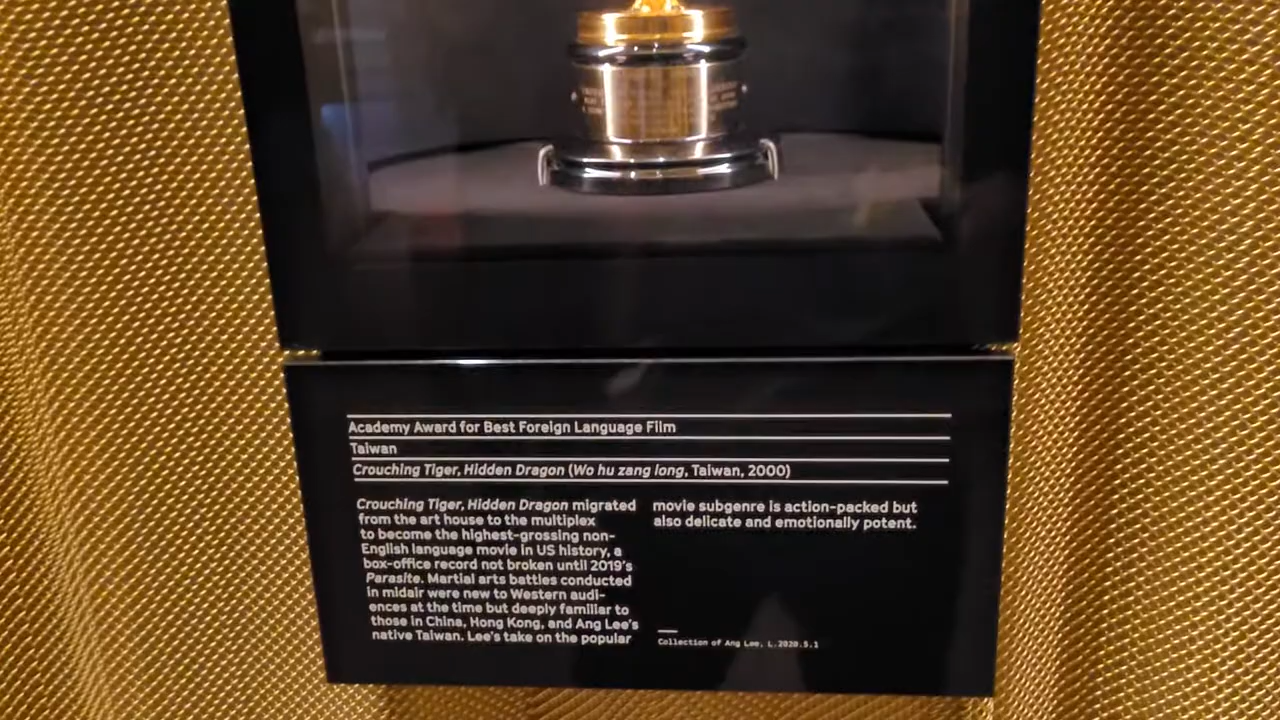 Academy Award for Best Foreign Language Film
Taiwan
Crouching Tiger, Hidden Dragon (Wo hu zang long, Taiwan, 2000)
Crouching Tiger, Hidden Dragon migrated
from the art house to the multiplex
to become the highest-grossing non-
English language movie in US history, a
box-office record not broken until 2019's
Parasite. Martial arts battles conducted
in midair were new to Western audi-
ences at the time but deeply familiar to
those in China, Hong Kong, and Ang Lee's
native Taiwan. Lee's take on the popular
movie subgenre is action-packed but
also delicate and emotionally potent.
Collection of Ang Lee, L.2020.5.1